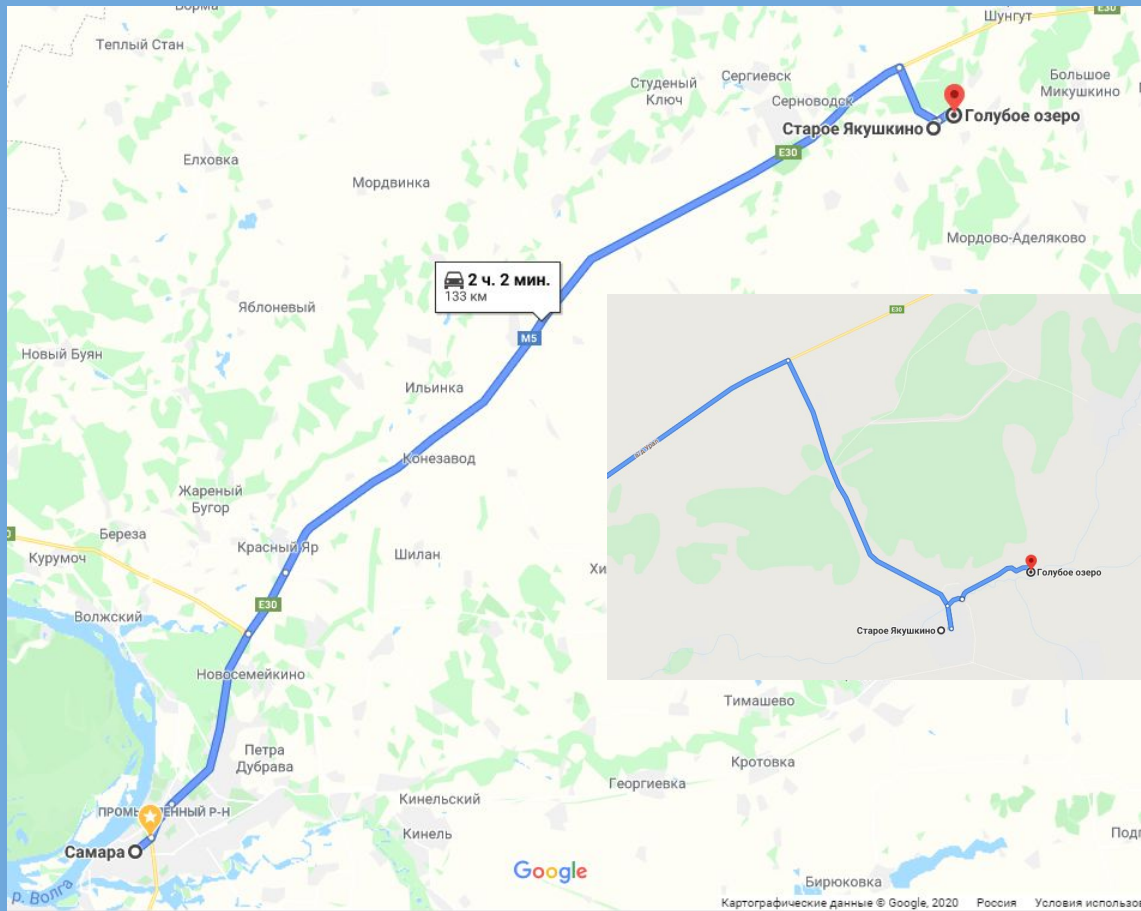 Борма
Шунгут
E30
Теплый Стан
Студеный
Ключ
Сергиевск
Большое
Микушкино
Серноводск
Старое Якушкино
Голубое озеро
E30
Елховка
Мордвинка
Мордово-Аделяково
2 ч. 2 мин.
133 км
Яблоневый
M5
E30
Новый Буян
Ильинка
Конезавод
Жареный
Бугор
Береза
Курумоч
Красный Яр
Шилан
Голубое озеро
E30
Старое Якушкино
Волжский
Новосемейкино
Тимашево
Петра
Дубрава
Кротовка
Георгиевка
Кинельский
Кинель
Самара
Google
Бирюковка
р. Волга
Картографические данные © Google, 2020 Россия